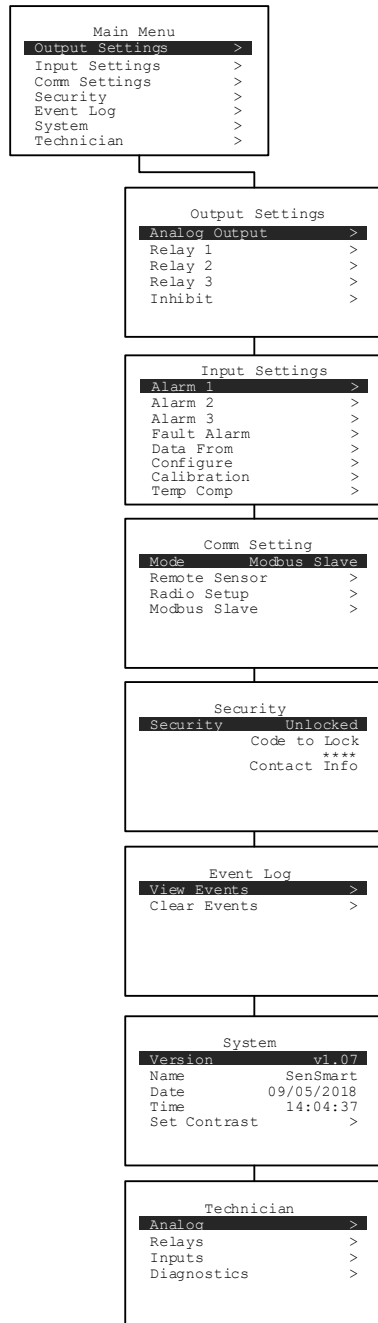 Main Menu
Output Settings >
Input Settings >
Comm Settings >
Security >
Event Log >
System >
Technician >
Output Settings
Analog Output >
Relay 1 >
Relay 2 >
Relay 3 >
Inhibit >
Input Settings
Alarm 1 >
Alarm 2 >
Alarm 3 >
Fault Alarm >
Data From >
Configure >
Calibration >
Temp Comp >
Comm Setting
Mode Modbus Slave
Remote Sensor >
Radio Setup >
Modbus Slave >
Security
Security Unlocked
Code to Lock
****
Contact Info
Event Log
View Events >
Clear Events >
System
Version v1.07
Name SenSmart
Date 09/05/2018
Time 14:04:37
Set Contrast >
Technician
Analog >
Relays >
Inputs >
Diagnostics >